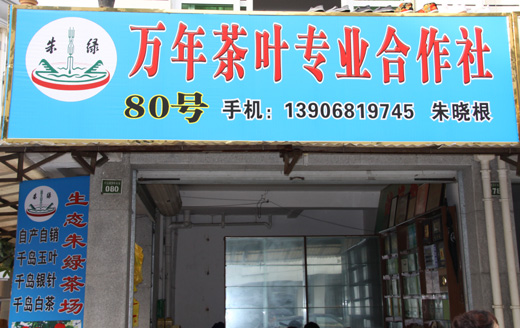 朱 绿
万年茶叶专业合作社
80号 手机：13906819745 朱晓根
080
朱 绿
生态朱绿茶场
自产自销
千岛玉叶
千岛银针
千岛白茶